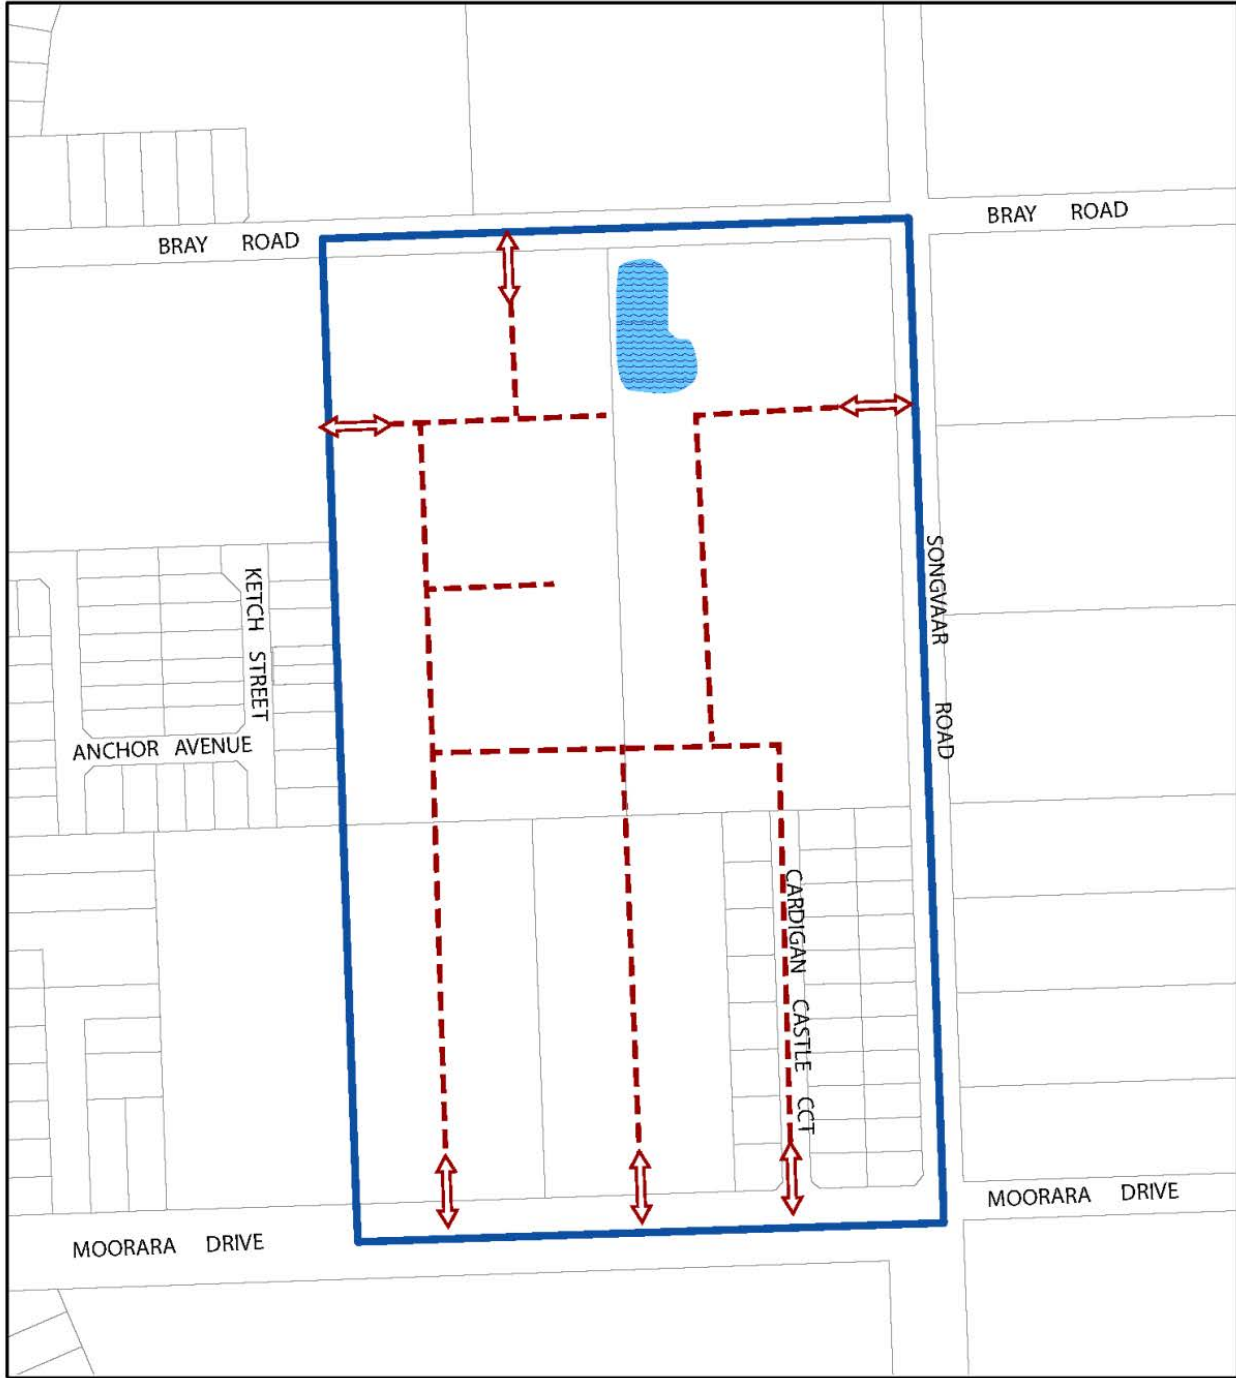 BRAY ROAD
BRAY ROAD
KETCH STREET
SONGVAAR ROAD
ANCHOR AVENUE
CARDIGAN CASTLE CCT
MOORARA DRIVE
MOORARA DRIVE